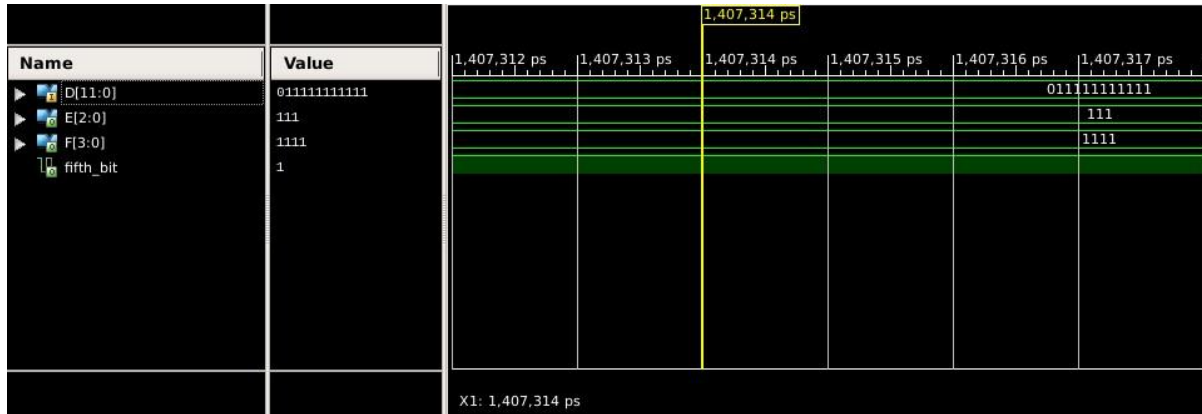 1,407,314 ps
Name Value
1,407,312 ps 1,407,313 ps 1,407,314 ps 1,407,315 ps 1,407,316 ps 1,407,317 ps
D[11:0] 011111111111 011111111111
E[2:0] 111 111
F[3:0] 1111 1111
fifth_bit 1
X1: 1,407,314 ps